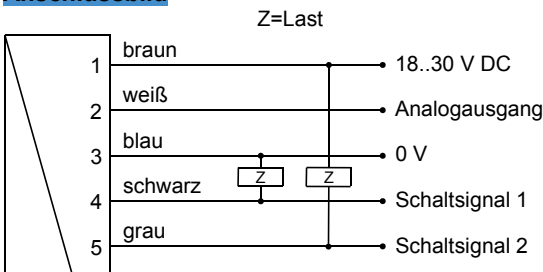 Anschlussbild
Z=Last
1 braun 18..30 V DC
2 weiß Analogausgang
3 blau 0 V
Z Z
4 schwarz Schaltsignal 1
5 grau Schaltsignal 2